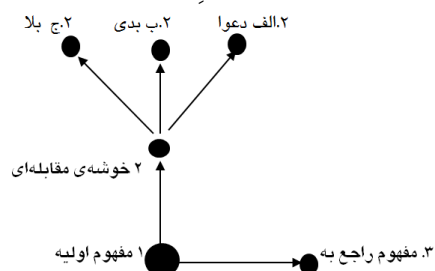 ۲.الف دعوا
۲.ب بدی
۲.ج بلا
۲ خوشه‌ی مقابله‌ای
۱ مفهوم اولیه
۳. مفهوم راجع به